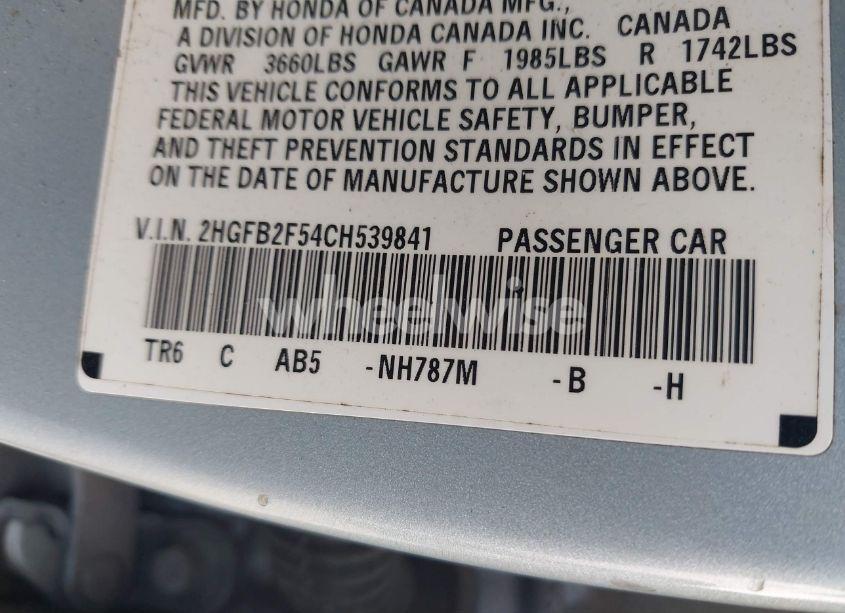 MFD. BY HONDA OF CANADA MFG.,
A DIVISION OF HONDA CANADA INC. CANADA
GVWR 3660LBS GAWR F 1985LBS R 1742LBS
THIS VEHICLE CONFORMS TO ALL APPLICABLE
FEDERAL MOTOR VEHICLE SAFETY, BUMPER,
AND THEFT PREVENTION STANDARDS IN EFFECT
ON THE DATE OF MANUFACTURE SHOWN ABOVE.
V.I.N. 2HGFB2F54CH539841 PASSENGER CAR
wheelwise
TR6 C AB5 -NH787M -B -H